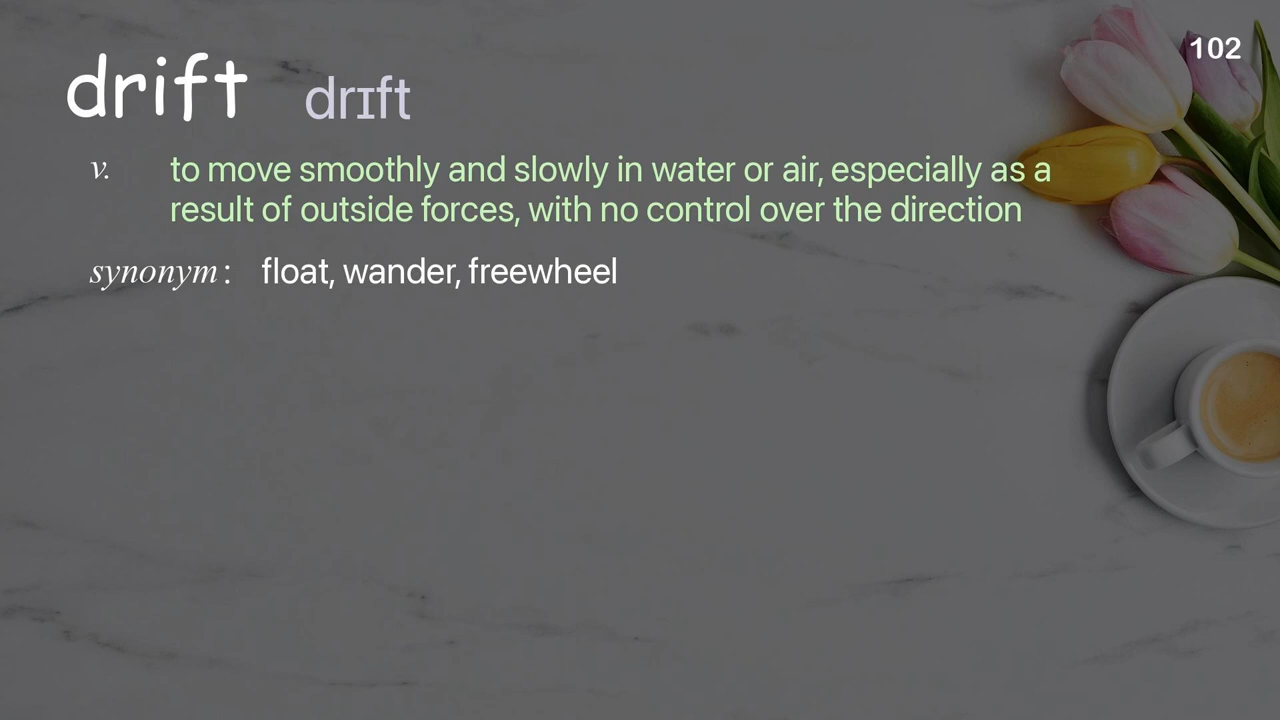 102
drift drɪft
v. to move smoothly and slowly in water or air, especially as a
result of outside forces, with no control over the direction
synonym: float, wander, freewheel